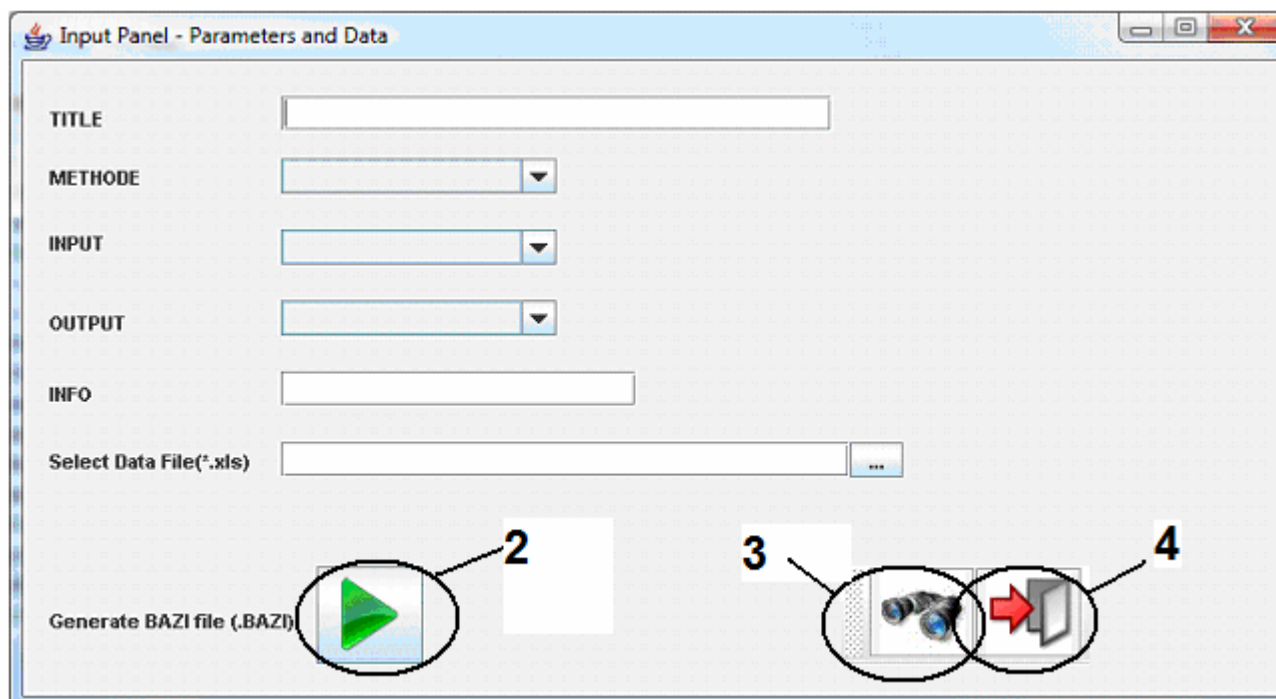 Input Panel - Parameters and Data
TITLE
METHODE
INPUT
OUTPUT
INFO
Select Data File(*.xls)
...
2
3
4
Generate BAZI file (.BAZI)